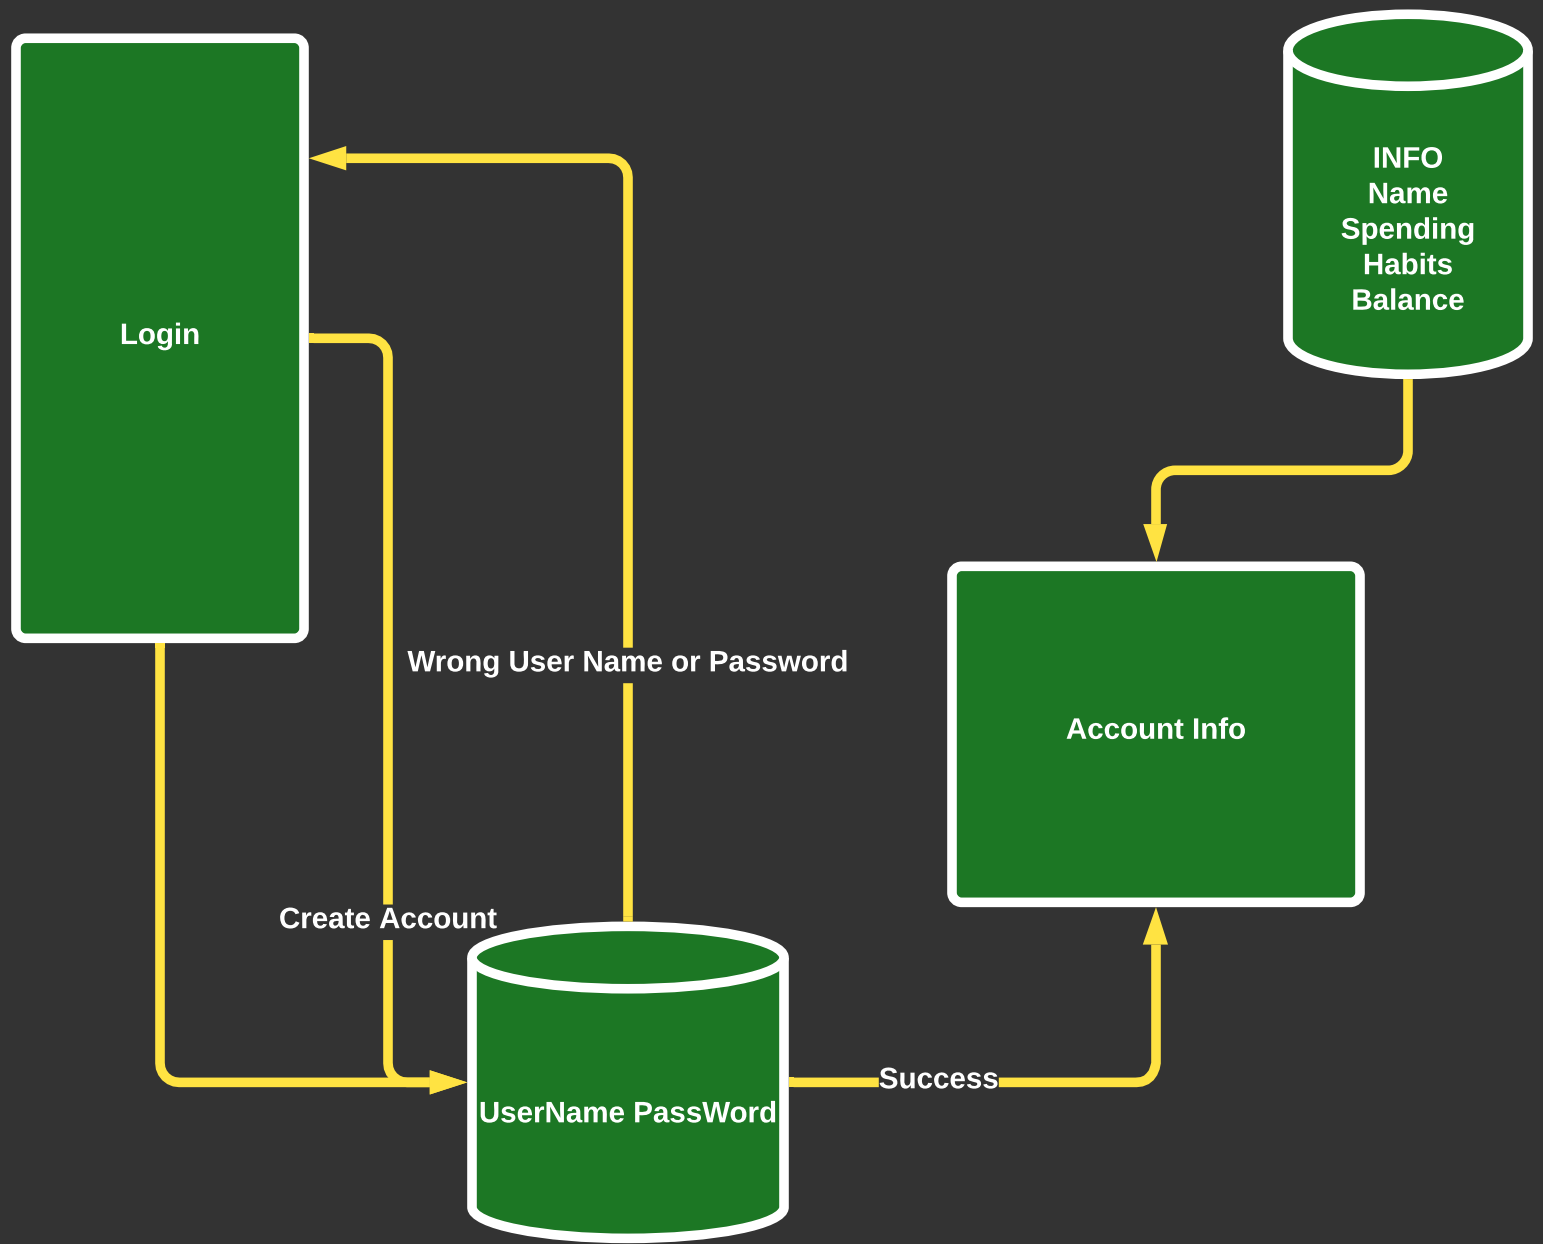 INFO
Name
Spending
Habits
Balance
Login
Wrong User Name or Password
Account Info
Create Account
Success
UserName PassWord